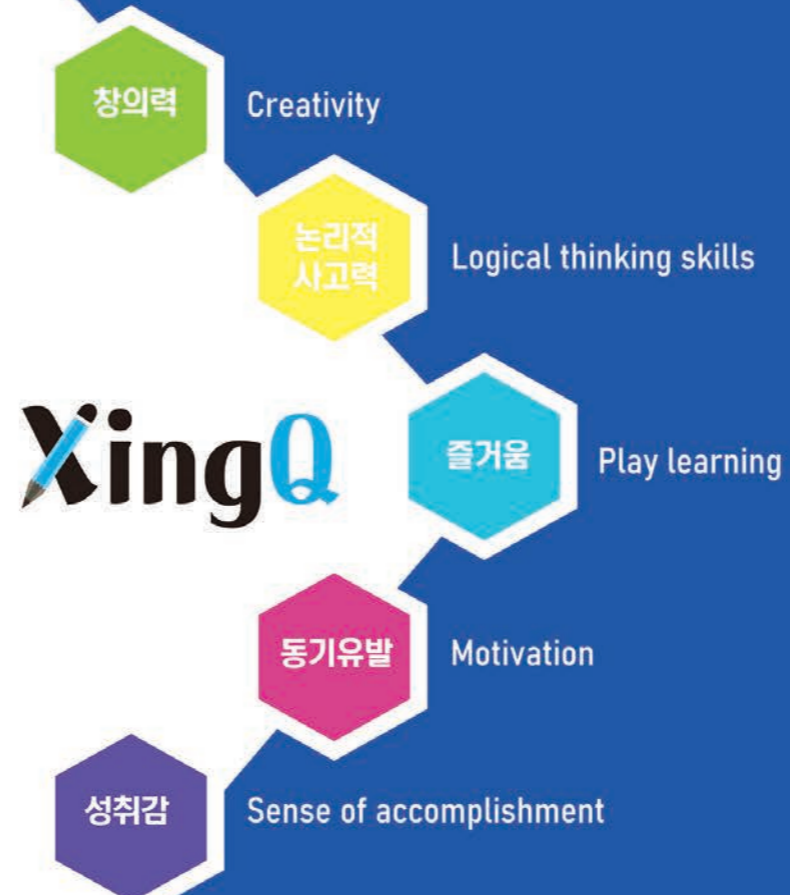 창의력
Creativity
논리적
사고력
Logical thinking skills
XingQ
즐거움
Play learning
동기유발
Motivation
성취감
Sense of accomplishment